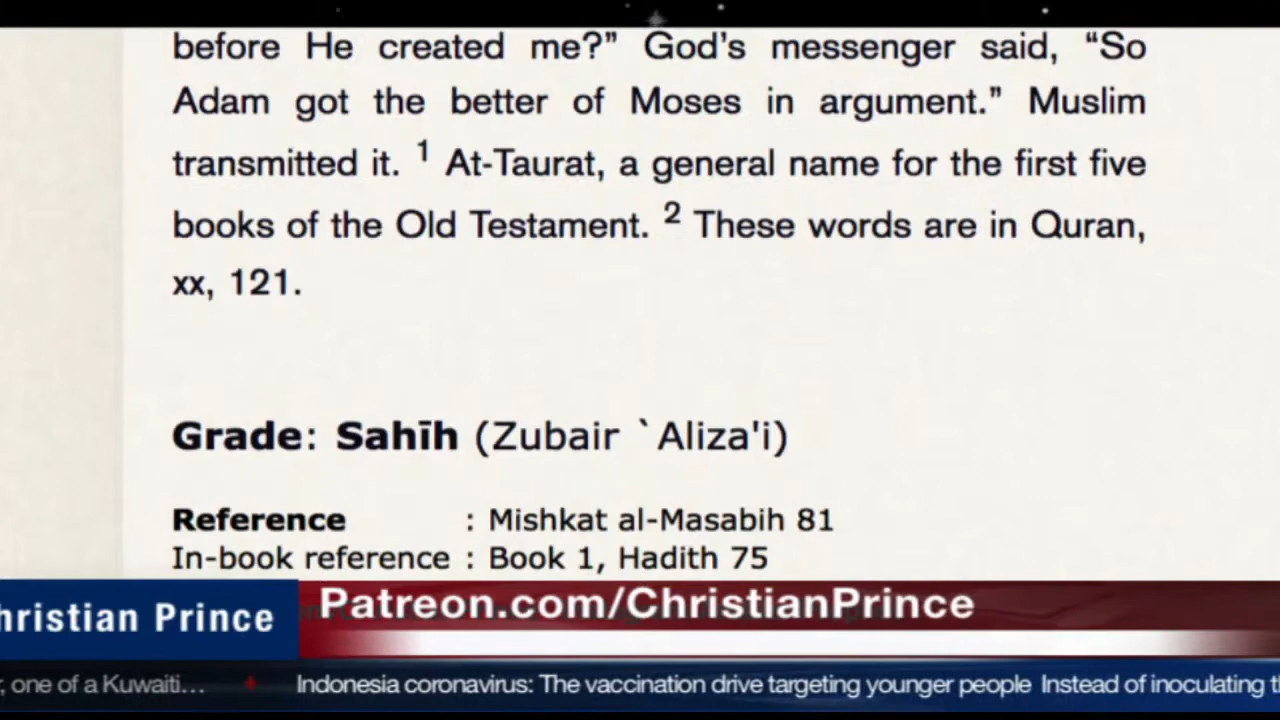 before He created me?” God’s messenger said, “So
Adam got the better of Moses in argument.” Muslim
transmitted it. ¹ At-Taurat, a general name for the first five
books of the Old Testament. ² These words are in Quran,
xx, 121.
Grade: Sahīh (Zubair `Aliza'i)
Reference : Mishkat al-Masabih 81
In-book reference : Book 1, Hadith 75
hristian Prince
Patreon.com/ChristianPrince
, one of a Kuwaiti... Indonesia coronavirus: The vaccination drive targeting younger people Instead of inoculating